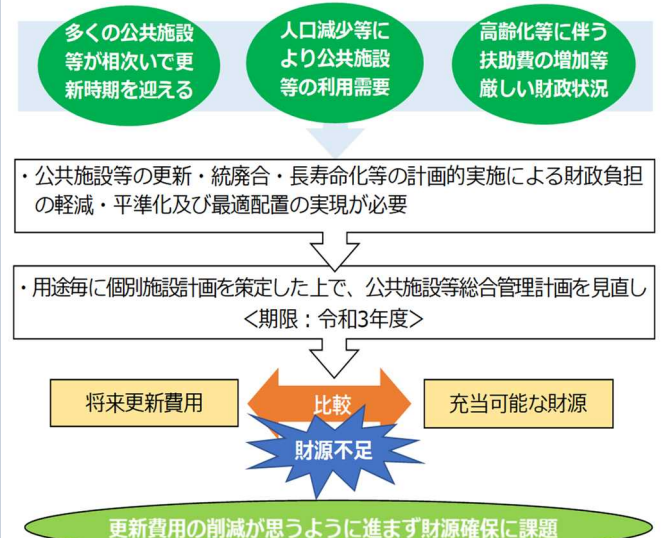 多くの公共施設
等が相次いで更
新時期を迎える
人口減少等に
より公共施設
等の利用需要
高齢化等に伴う
扶助費の増加等
厳しい財政状況
・公共施設等の更新・統廃合・長寿命化等の計画的実施による財政負担
の軽減・平準化及び最適配置の実現が必要
・用途毎に個別施設計画を策定した上で、公共施設等総合管理計画を見直し
＜期限：令和3年度＞
将来更新費用
比較
充当可能な財源
財源不足
更新費用の削減が思うように進まず財源確保に課題